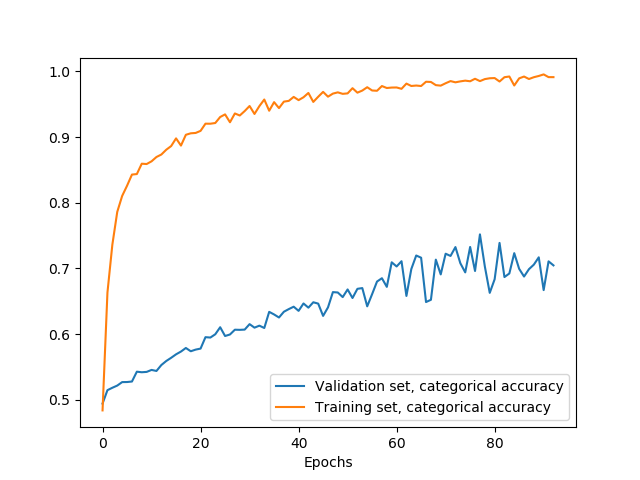 1.0
0.9
0.8
0.7
0.6
0.5
Validation set, categorical accuracy
Training set, categorical accuracy
0 20 40 60 80
Epochs